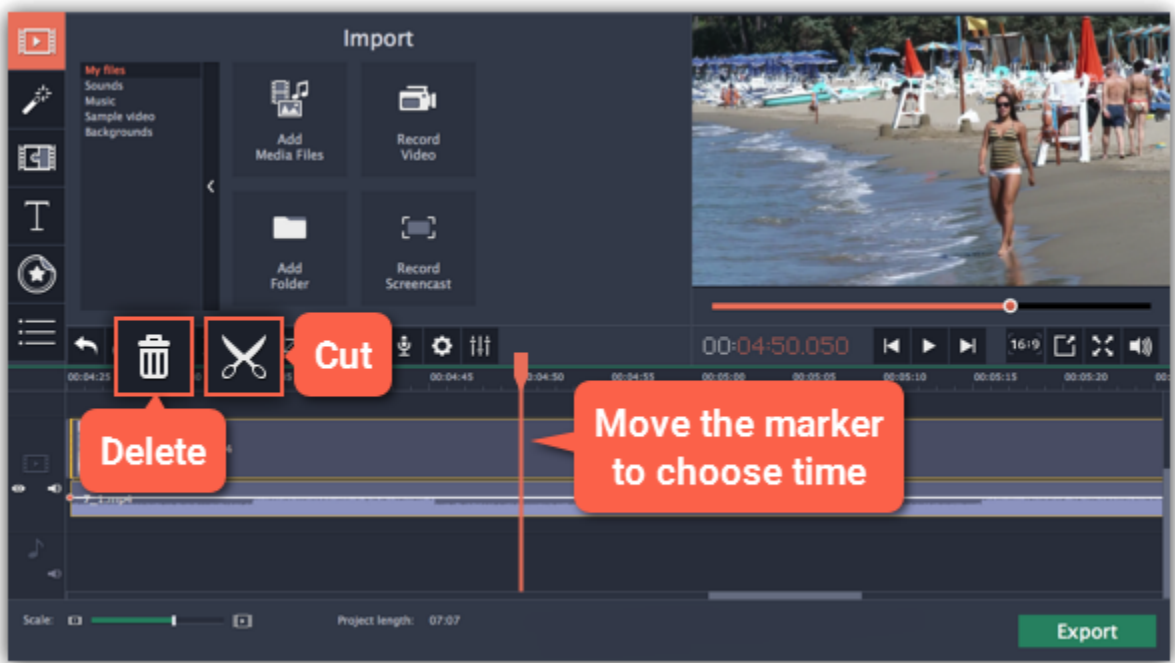 Import
My files
Sounds
Music
Sample video
Backgrounds
Add
Media Files
Record
Video
Add
Folder
Record
Screencast
Cut
00:04:50.050
16:9
00:04:25
00:04:45
00:04:50
00:04:55
00:05:00
00:05:05
00:05:10
00:05:15
00:05:20
Delete
Move the marker
to choose time
7_1.mp4
Scale:
Project length: 07:07
Export